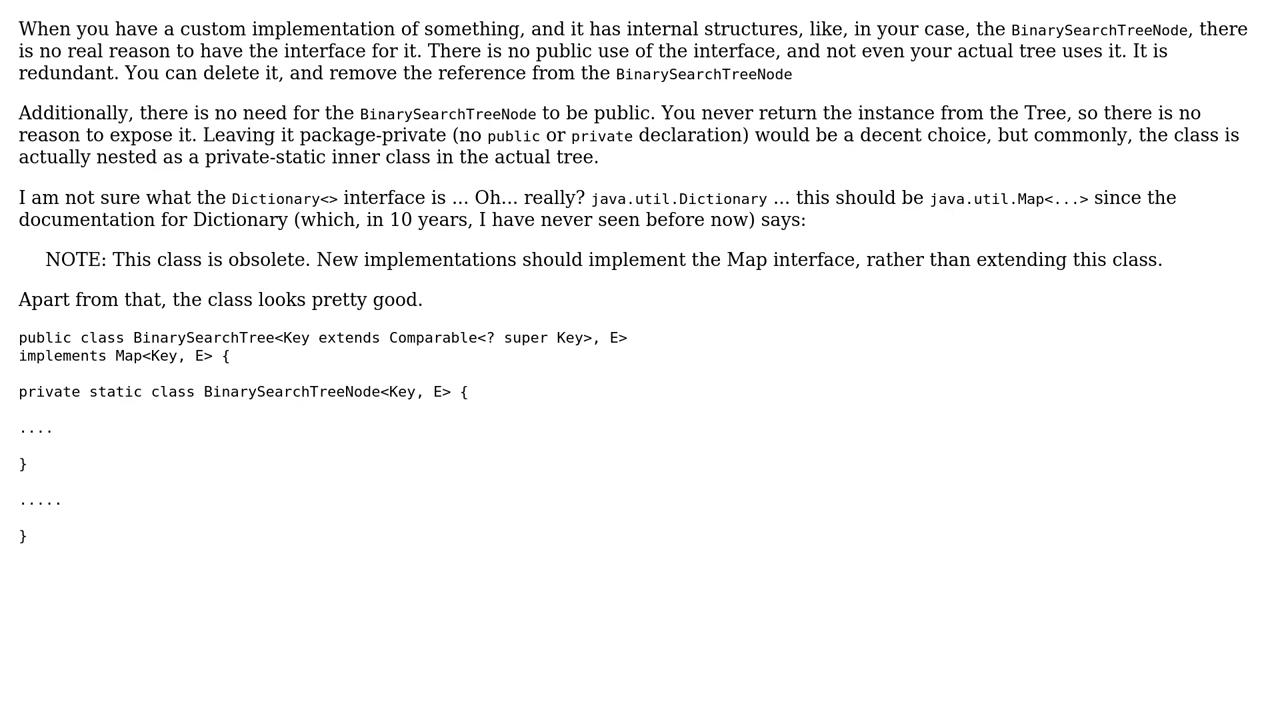 When you have a custom implementation of something, and it has internal structures, like, in your case, the BinarySearchTreeNode, there
is no real reason to have the interface for it. There is no public use of the interface, and not even your actual tree uses it. It is
redundant. You can delete it, and remove the reference from the BinarySearchTreeNode
Additionally, there is no need for the BinarySearchTreeNode to be public. You never return the instance from the Tree, so there is no
reason to expose it. Leaving it package-private (no public or private declaration) would be a decent choice, but commonly, the class is
actually nested as a private-static inner class in the actual tree.
I am not sure what the Dictionary<> interface is ... Oh... really? java.util.Dictionary ... this should be java.util.Map<...> since the
documentation for Dictionary (which, in 10 years, I have never seen before now) says:
NOTE: This class is obsolete. New implementations should implement the Map interface, rather than extending this class.
Apart from that, the class looks pretty good.
public class BinarySearchTree<Key extends Comparable<? super Key>, E>
implements Map<Key, E> {
private static class BinarySearchTreeNode<Key, E> {
....
}
.....
}